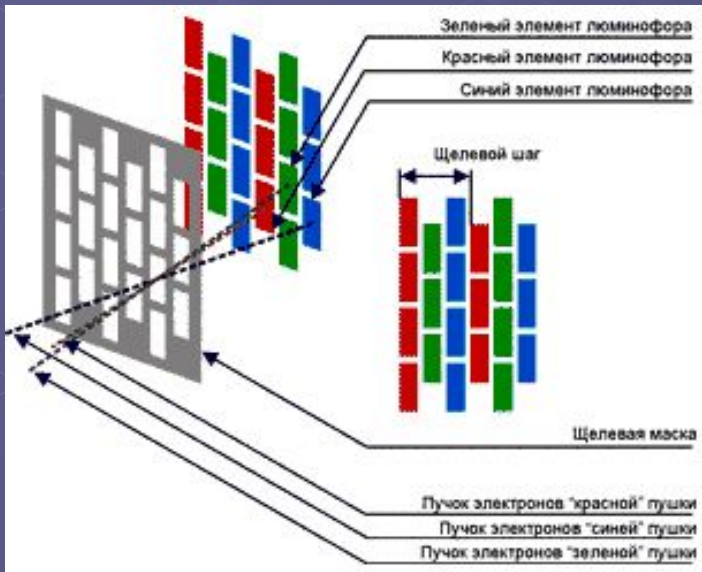 Зеленый элемент люминофора
Красный элемент люминофора
Синий элемент люминофора
Щелевой шаг
Щелевая маска
Пучок электронов "красной" пушки
Пучок электронов "синей" пушки
Пучок электронов "зеленой" пушки